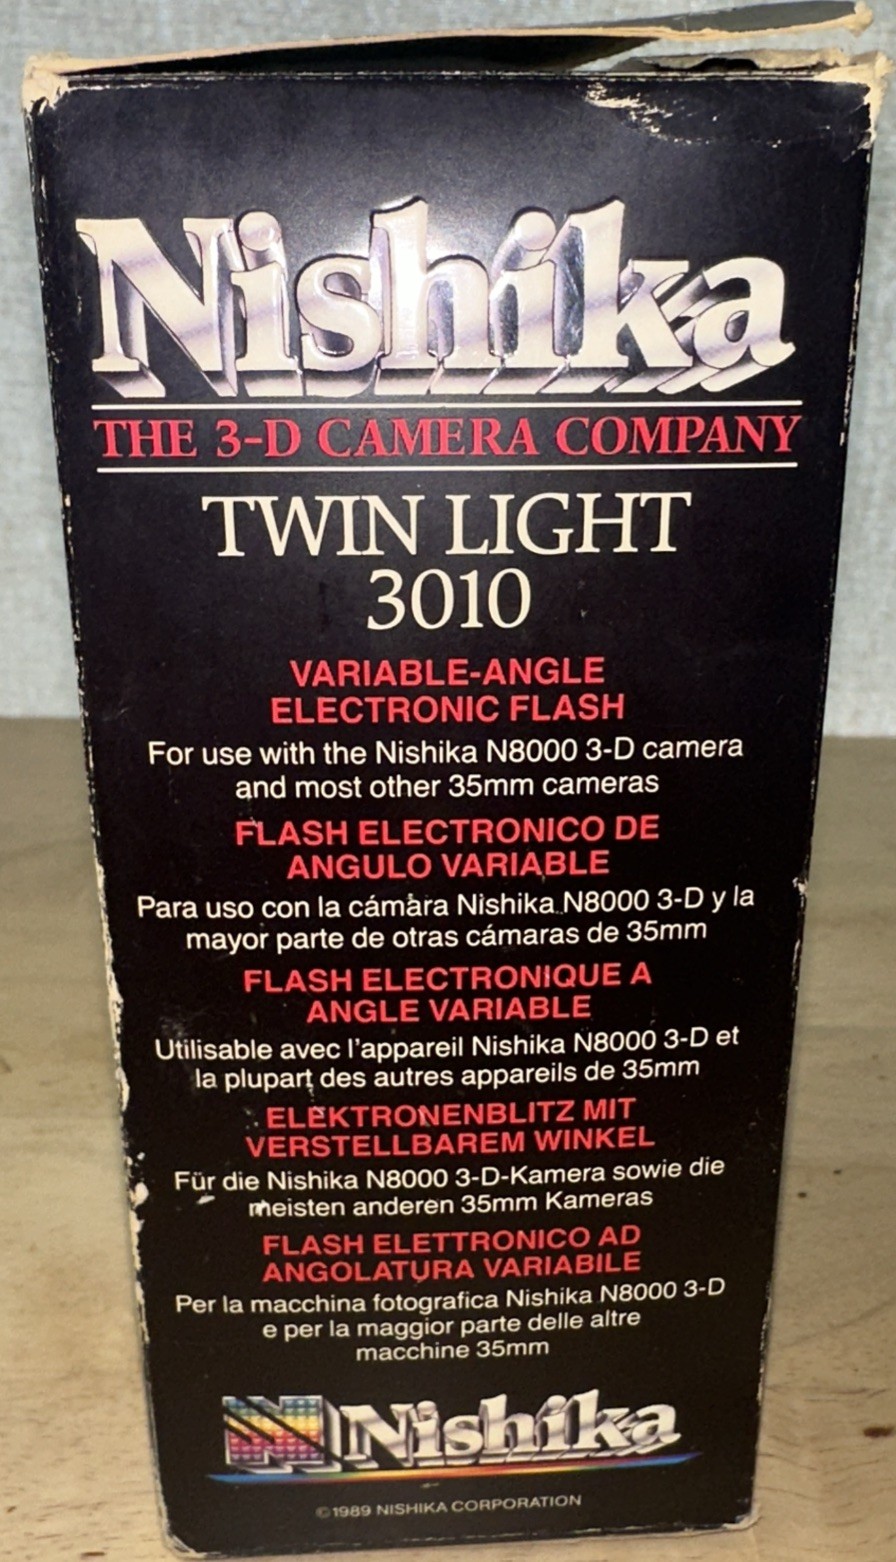 Nishika
THE 3-D CAMERA COMPANY
TWIN LIGHT
3010
VARIABLE-ANGLE
ELECTRONIC FLASH
For use with the Nishika N8000 3-D camera
and most other 35mm cameras
FLASH ELECTRONICO DE
ANGULO VARIABLE
Para uso con la cámara Nishika N8000 3-D y la
mayor parte de otras cámaras de 35mm
FLASH ELECTRONIQUE A
ANGLE VARIABLE
Utilisable avec l'appareil Nishika N8000 3-D et
la plupart des autres appareils de 35mm
ELEKTRONENBLITZ MIT
VERSTELLBAREM WINKEL
Für die Nishika N8000 3-D-Kamera sowie die
meisten anderen 35mm Kameras
FLASH ELETTRONICO AD
ANGOLATURA VARIABILE
Per la macchina fotografica Nishika N8000 3-D
e per la maggior parte delle altre
macchine 35mm
N Nishika
©1989 NISHIKA CORPORATION